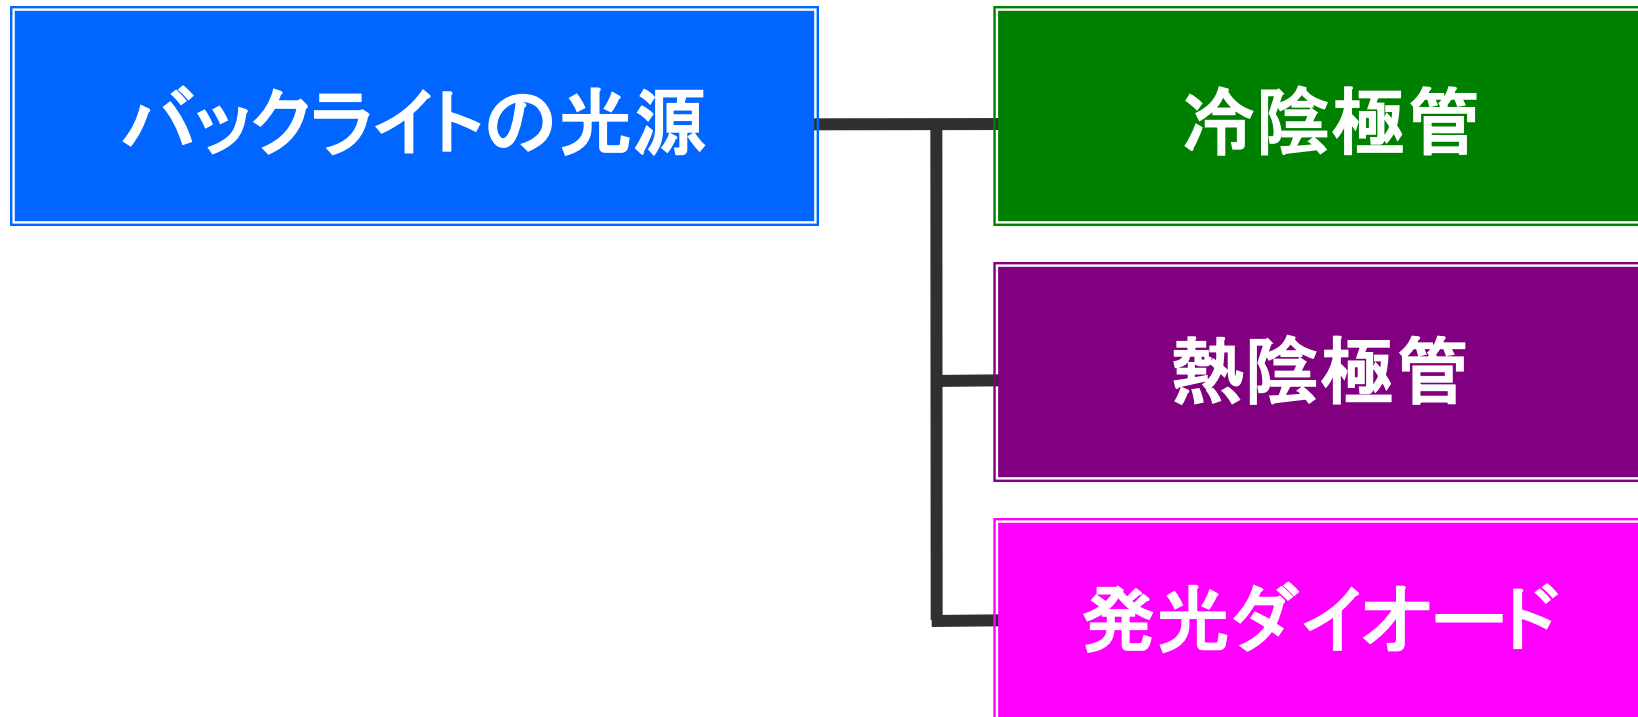 バックライトの光源
冷陰極管
熱陰極管
発光ダイオード